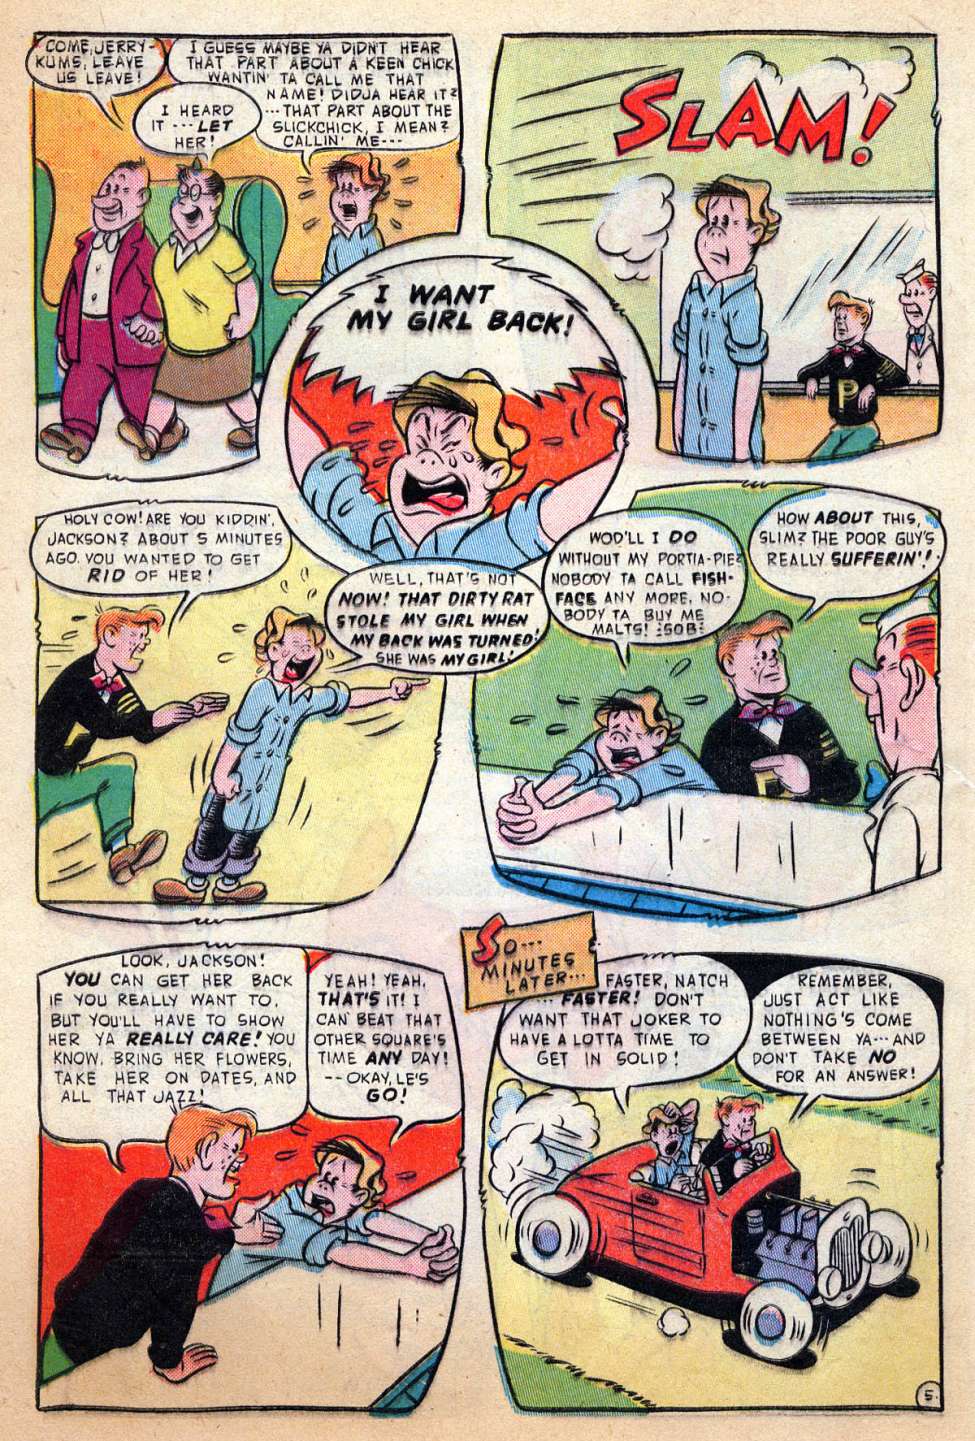 COME, JERRY-
KUMS, LEAVE
US LEAVE!
I HEARD
IT --- LET
HER!
I GUESS MAYBE YA DIDN'T HEAR
THAT PART ABOUT A KEEN CHICK
WANTIN' TA CALL ME THAT
NAME! DIDJA HEAR IT?
--- THAT PART ABOUT THE
SLICKCHICK, I MEAN?
CALLIN' ME---
SLAM!
P
I WANT
MY GIRL BACK!
HOLY COW! ARE YOU KIDDIN',
JACKSON? ABOUT 5 MINUTES
AGO YOU WANTED TO GET
RID OF HER!
WELL, THAT'S NOT
NOW! THAT DIRTY RAT
STOLE MY GIRL WHEN
MY BACK WAS TURNED!
SHE WAS MY GIRL!
WOD'LL I DO
WITHOUT MY PORTIA-PIE?
NOBODY TA CALL FISH-
FACE ANY MORE. NO-
BODY TA BUY ME
MALTS! :SOB:
HOW ABOUT THIS,
SLIM? THE POOR GUY'S
REALLY SUFFERIN'!
LOOK, JACKSON!
YOU CAN GET HER BACK
IF YOU REALLY WANT TO,
BUT YOU'LL HAVE TO SHOW
HER YA REALLY CARE! YOU
KNOW, BRING HER FLOWERS,
TAKE HER ON DATES, AND
ALL THAT JAZZ!
YEAH! YEAH,
THAT'S IT! I
CAN BEAT THAT
OTHER SQUARE'S
TIME ANY DAY!
-- OKAY, LE'S
GO!
SO---
MINUTES
LATER...
FASTER, NATCH
... FASTER! DON'T
WANT THAT JOKER TO
HAVE A LOTTA TIME TO
GET IN SOLID!
REMEMBER,
JUST ACT LIKE
NOTHING'S COME
BETWEEN YA---AND
DON'T TAKE NO
FOR AN ANSWER!
5